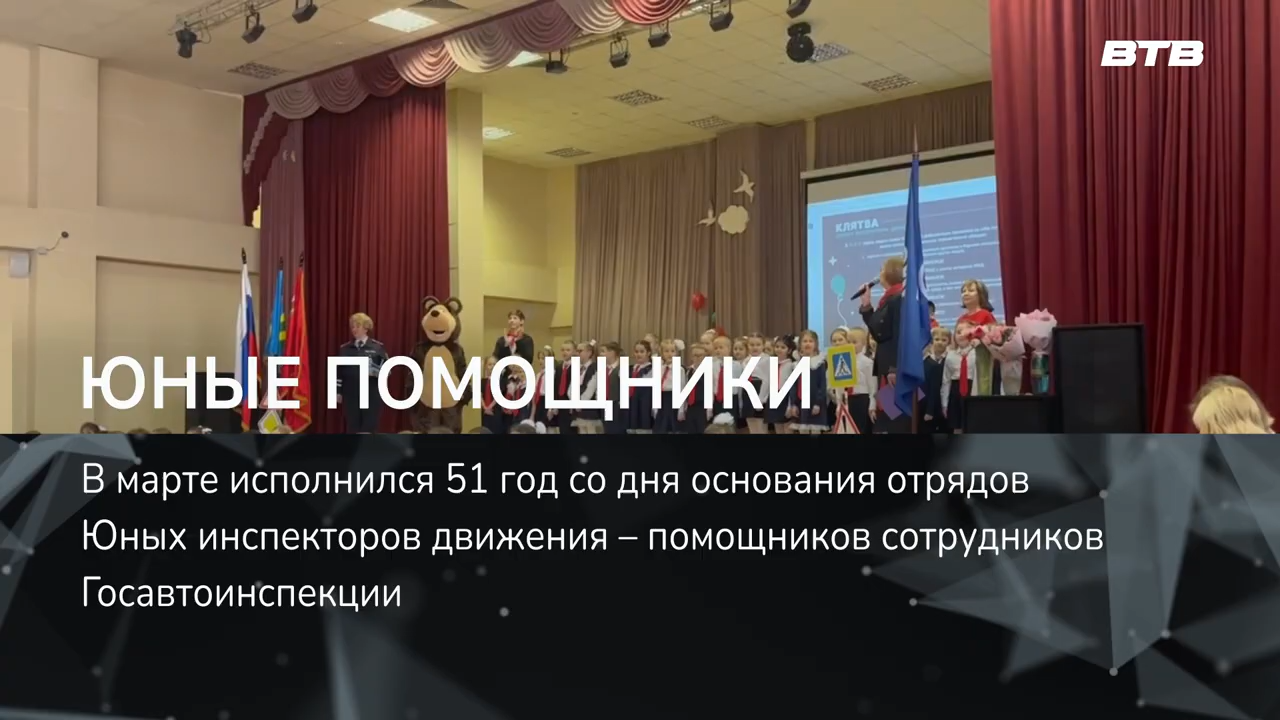 ВТВ
КЛЯТВА
ЮНЫЕ ПОМОЩНИКИ
В марте исполнился 51 год со дня основания отрядов
Юных инспекторов движения – помощников сотрудников
Госавтоинспекции